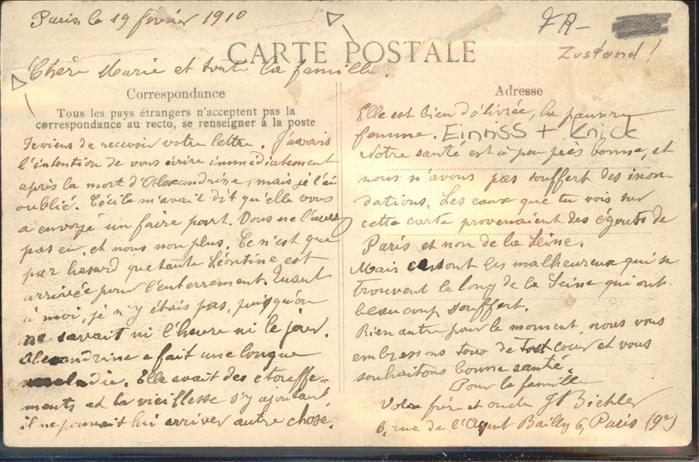 Paris le 19 février 1910
FR-
Zustand!
CARTE POSTALE
Chère Marie et toute la famille.
Correspondance
Tous les pays étrangers n'acceptent pas la
correspondance au recto, se renseigner à la poste
Je viens de recevoir votre lettre. J'avais
l'intention de vous écrire immédiatement
après la mort d'Alexandrine, mais je l'ai
oublié. Cécile m'avait dit qu'elle vous
a envoyé un faire part. Vous ne l'avez
pas eu, et nous non plus. Ce n'est que
par hasard que tante Léontine est
arrivée pour l'enterrement. Quant
à moi, je n'y étais pas, puisqu'on
ne savait ni l'heure ni le jour.
Alexandrine a fait une longue
maladie. Elle avait des étouffe-
ments et la vieillesse s'y ajoutant
il ne pouvait lui arriver autre chose.
Adresse
Elle est bien délivrée, la pauvre
femme.
Einriss + Knick
Notre santé est à peu près bonne, et
nous n'avons pas souffert des inon-
dations. Les eaux que tu vois sur
cette carte provenaient des égouts de
Paris et non de la Seine.
Mais ce sont les malheureux qui se
trouvent le long de la Seine qui ont
beaucoup souffert.
Rien autre pour le moment, nous vous
embrassons tous de tout cœur et vous
souhaitons bonne santé.
Pour la famille
Votre frère et oncle Bichler
6, rue de l'Agent Bailly 6, Paris (9e)